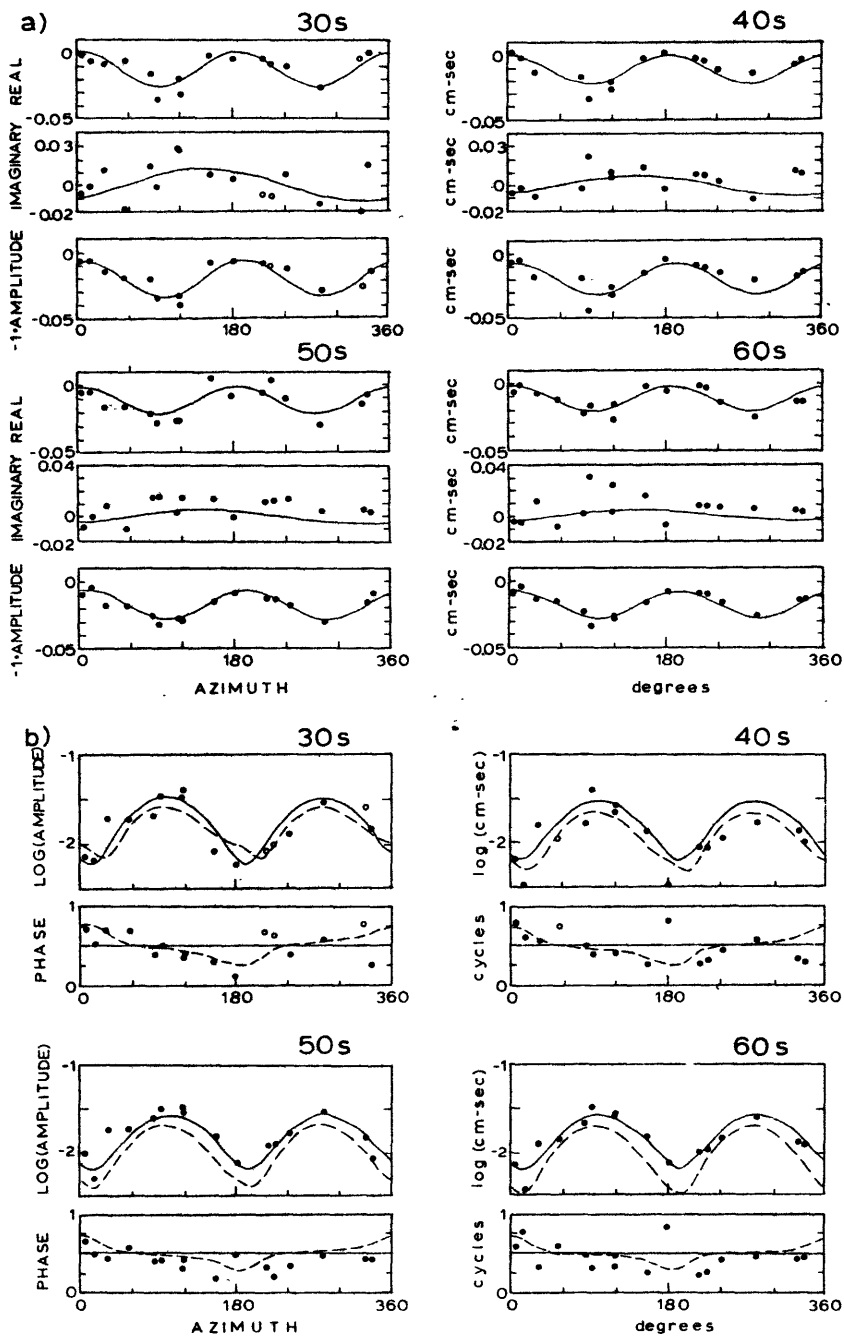 a)
30s
40s
REAL
0
-0.05
cm-sec
0
-0.05
IMAGINARY
0.03
0
-0.02
cm-sec
0.03
0
-0.02
-1·AMPLITUDE
0
-0.05
0
180
360
cm-sec
0
-0.05
0
180
360
50s
60s
REAL
0
-0.05
cm-sec
0
-0.05
IMAGINARY
0.04
0
-0.02
cm-sec
0.04
0
-0.02
-1·AMPLITUDE
0
-0.05
0
180
360
cm-sec
0
-0.05
0
180
360
AZIMUTH
degrees
b)
30s
40s
LOG(AMPLITUDE)
-1
-2
log (cm-sec)
-1
-2
PHASE
1
0
0
180
360
cycles
1
0
0
180
360
50s
60s
LOG(AMPLITUDE)
-1
-2
log (cm-sec)
-1
-2
PHASE
1
0
0
180
360
cycles
1
0
0
180
360
AZIMUTH
degrees